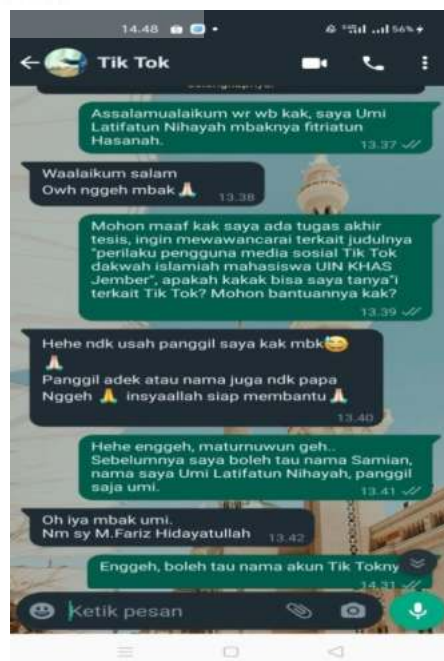 14.48
56%
Tik Tok
Assalamualaikum wr wb kak, saya Umi
Latifatun Nihayah mbaknya fitriatun
Hasanah.
13.37
Waalaikum salam
Owh nggeh mbak
13.38
Mohon maaf kak saya ada tugas akhir
tesis, ingin mewawancarai terkait judulnya
"perilaku pengguna media sosial Tik Tok
dakwah islamiah mahasiswa UIN KHAS
Jember", apakah kakak bisa saya tanya"i
terkait Tik Tok? Mohon bantuannya kak?
13.39
Hehe ndk usah panggil saya kak mbk😅
🙏
Panggil adek atau nama juga ndk papa
Nggeh 🙏 insyaallah siap membantu 🙏
13.40
Hehe enggeh, maturnuwun geh..
Sebelumnya saya boleh tau nama Samian,
nama saya Umi Latifatun Nihayah, panggil
saja umi.
13.41
Oh iya mbak umi.
Nm sy M.Fariz Hidayatullah
13.42
Enggeh, boleh tau nama akun Tik Tokny
14.31
Ketik pesan